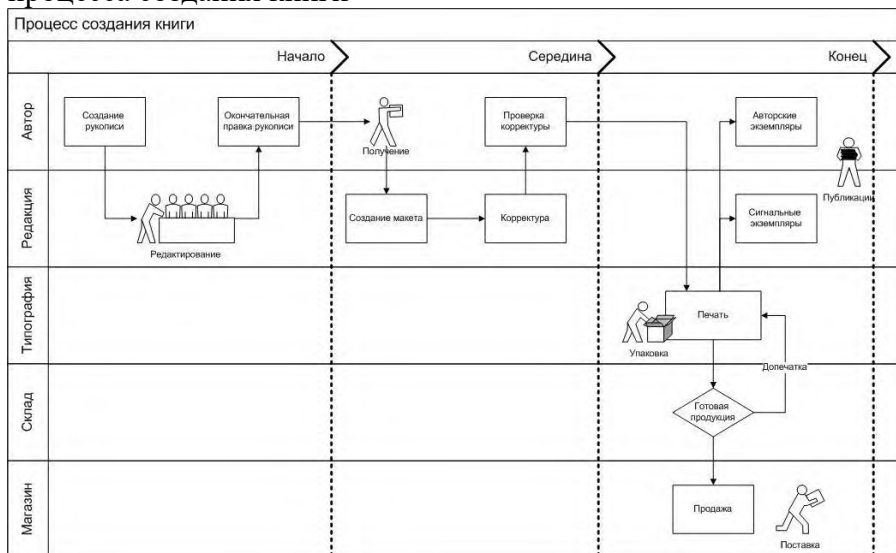 процесса создания книги
Процесс создания книги
Начало
Середина
Конец
Автор
Создание
рукописи
Окончательная
правка рукописи
Получение
Проверка
корректуры
Авторские
экземпляры
Публикации
Редакция
Редактирование
Создание макета
Корректура
Сигнальные
экземпляры
Типография
Упаковка
Печать
Допечатка
Склад
Готовая
продукция
Магазин
Продажа
Поставка